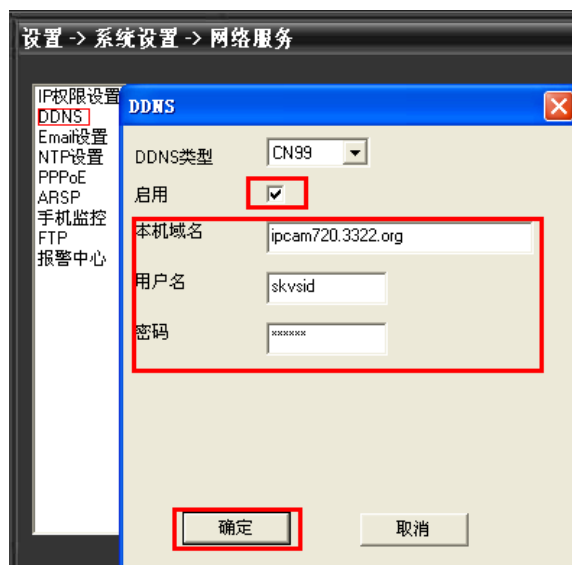 设置 -> 系统设置 -> 网络服务
IP权限设置
DDNS
Email设置
NTP设置
PPPoE
ARSP
手机监控
FTP
报警中心
DDNS
DDNS类型 CN99
启用
本机域名 ipcam720.3322.org
用户名 skvsid
密码 ******
确定 取消